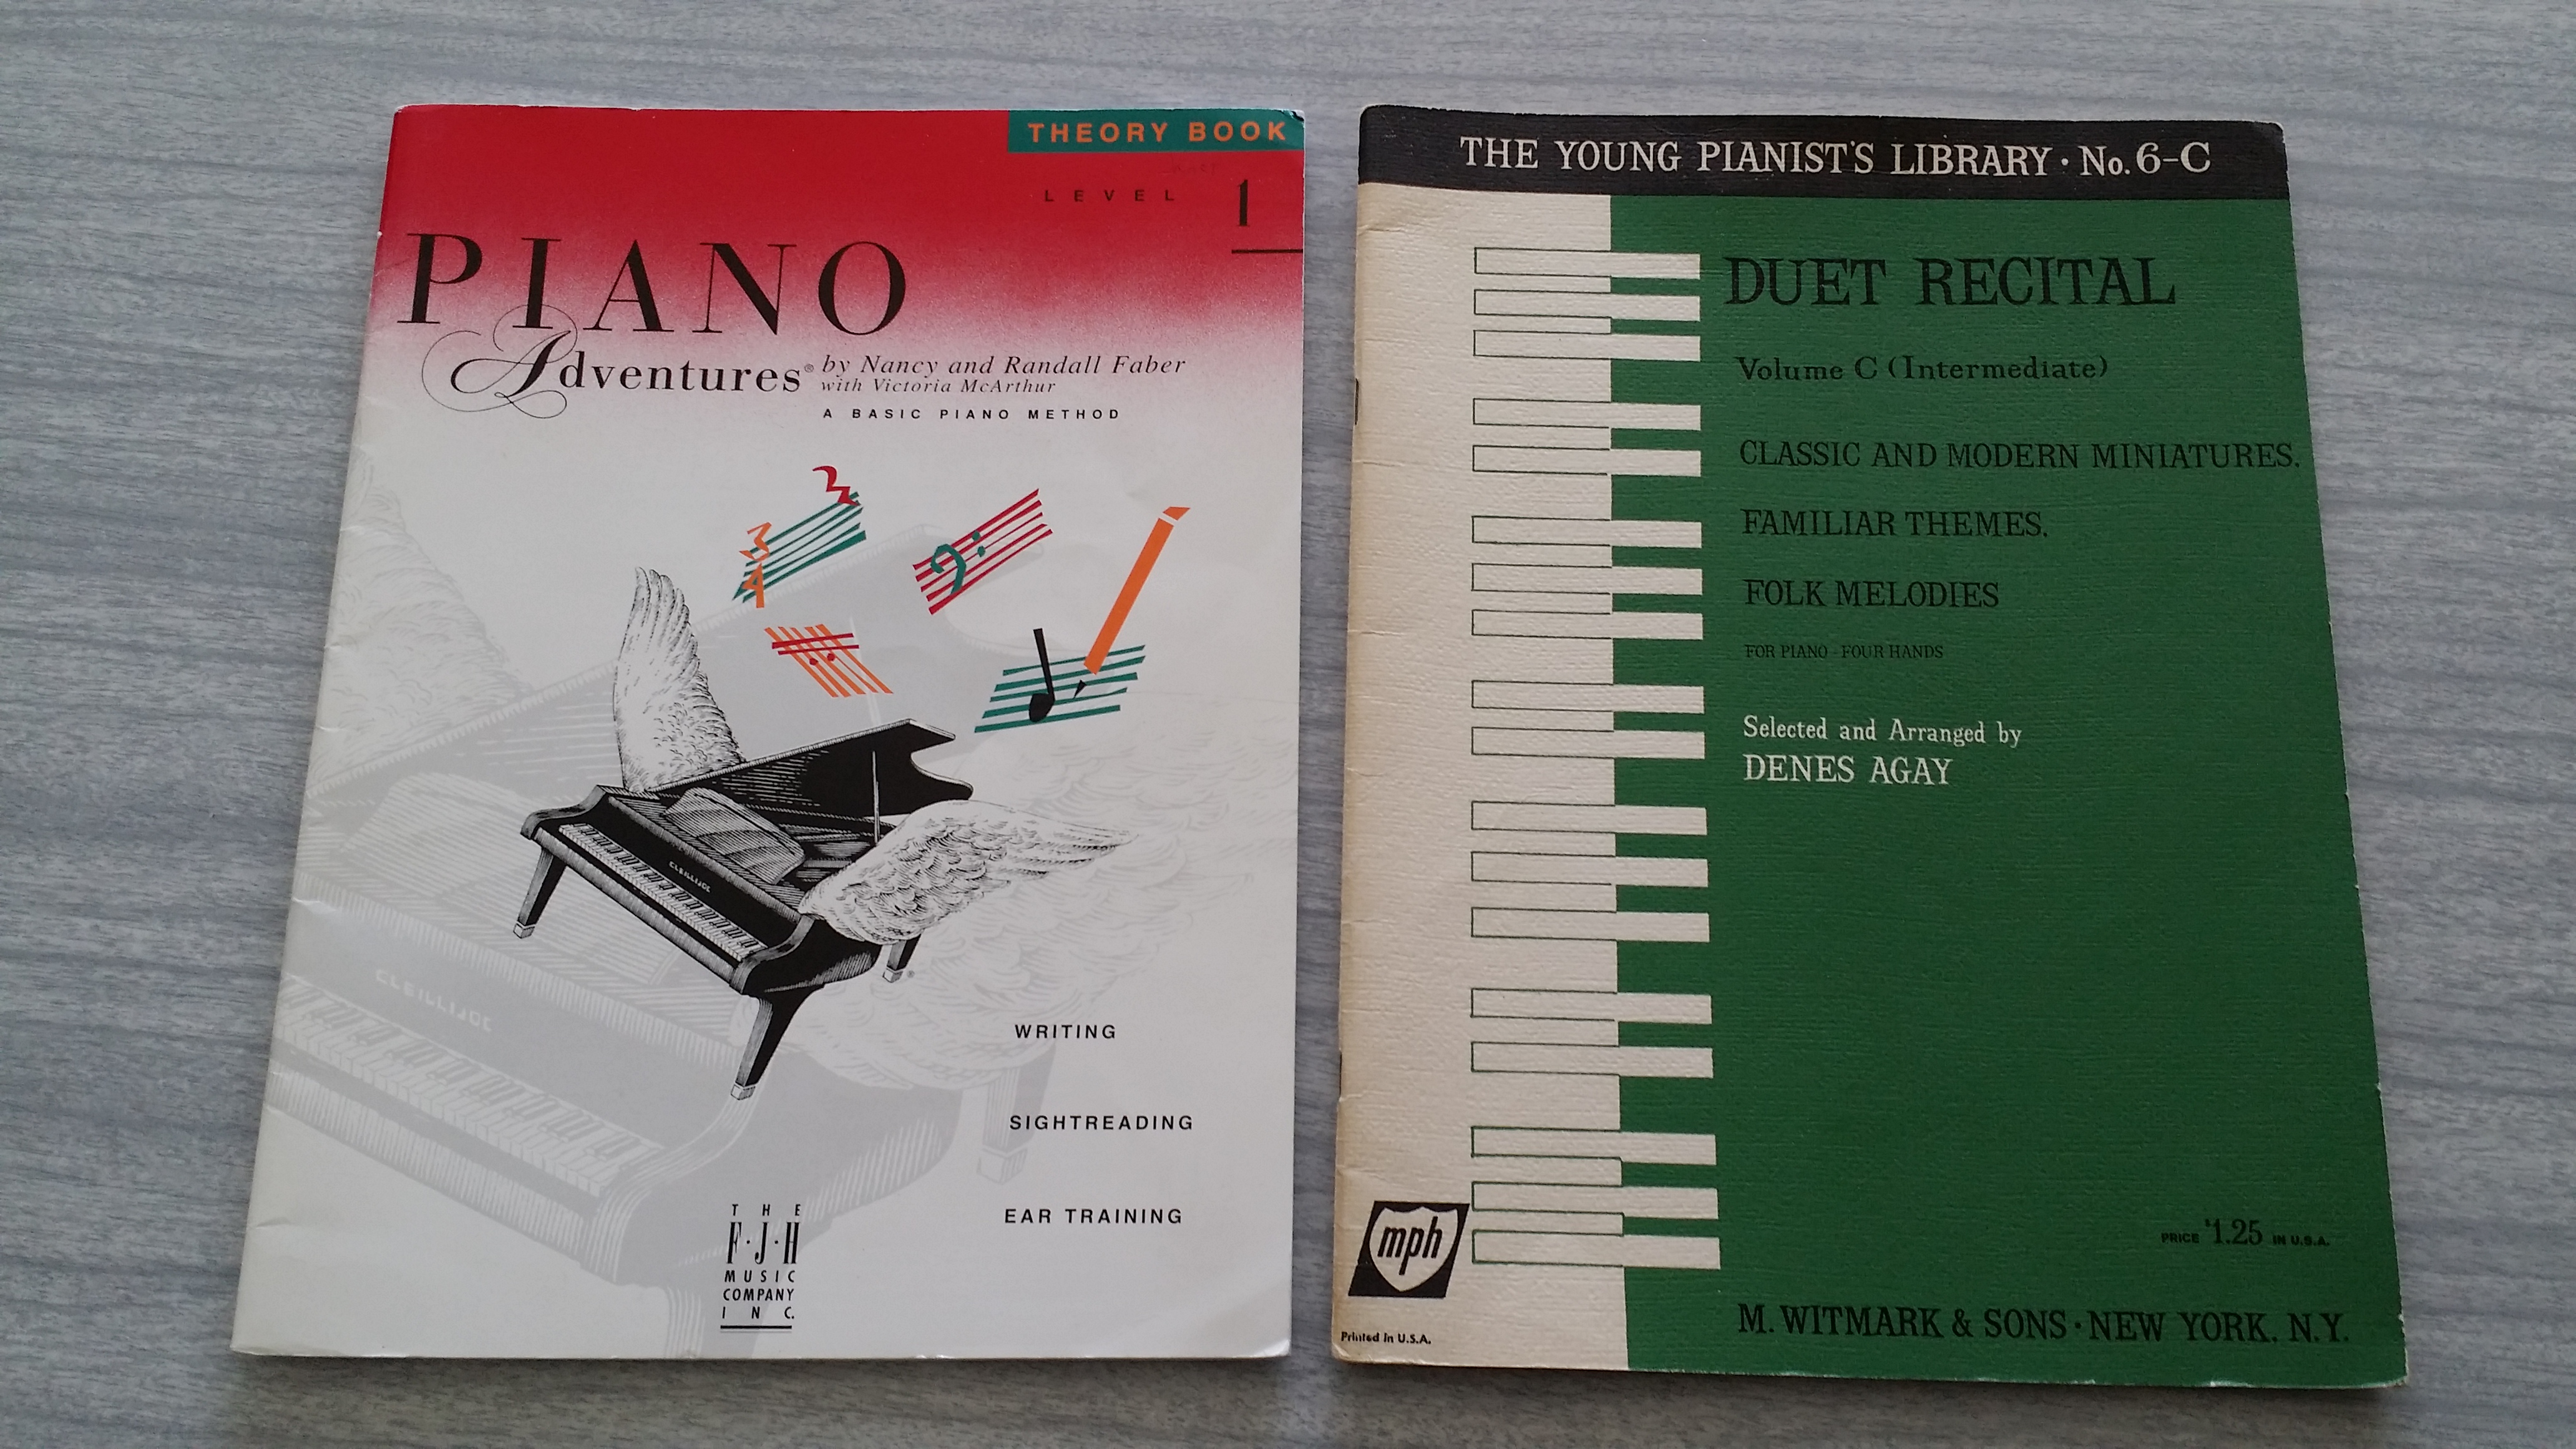 THEORY BOOK
LEVEL 1
PIANO
Adventures®
by Nancy and Randall Faber
with Victoria McArthur
A BASIC PIANO METHOD
2
3
4
WRITING
SIGHTREADING
EAR TRAINING
THE
F·J·H
MUSIC
COMPANY
INC.
THE YOUNG PIANIST'S LIBRARY · No. 6-C
DUET RECITAL
Volume C (Intermediate)
CLASSIC AND MODERN MINIATURES.
FAMILIAR THEMES.
FOLK MELODIES
FOR PIANO - FOUR HANDS
Selected and Arranged by
DENES AGAY
mph
PRICE $1.25 IN U.S.A.
M. WITMARK & SONS · NEW YORK, N.Y.
Printed in U.S.A.